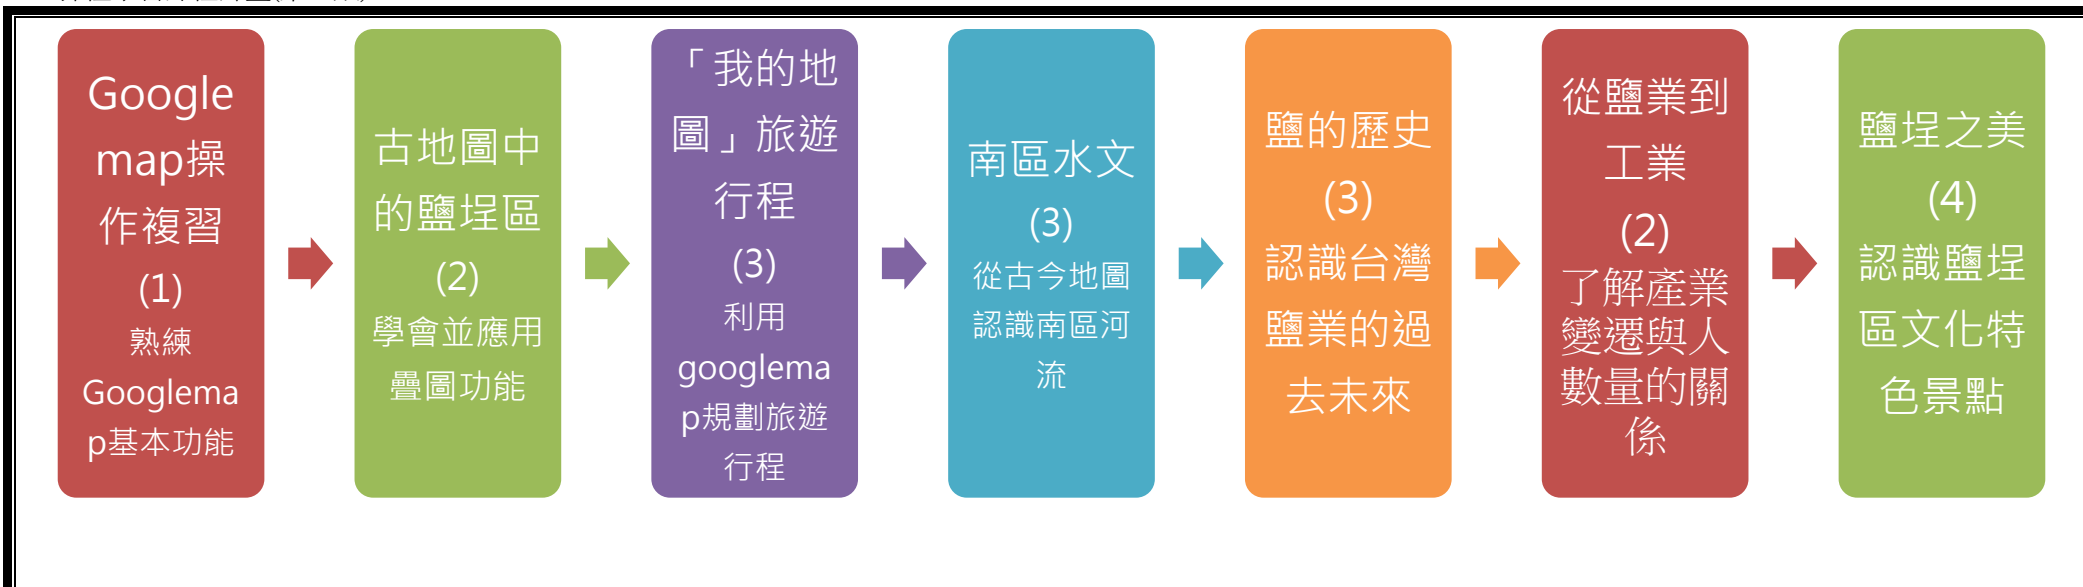 Google
map操
作複習
(1)
熟練
Googlema
p基本功能
古地圖中
的鹽埕區
(2)
學會並應用
疊圖功能
「我的地
圖」旅遊
行程
(3)
利用
googlema
p規劃旅遊
行程
南區水文
(3)
從古今地圖
認識南區河
流
鹽的歷史
(3)
認識台灣
鹽業的過
去未來
從鹽業到
工業
(2)
了解產業
變遷與人
數量的關
係
鹽埕之美
(4)
認識鹽埕
區文化特
色景點